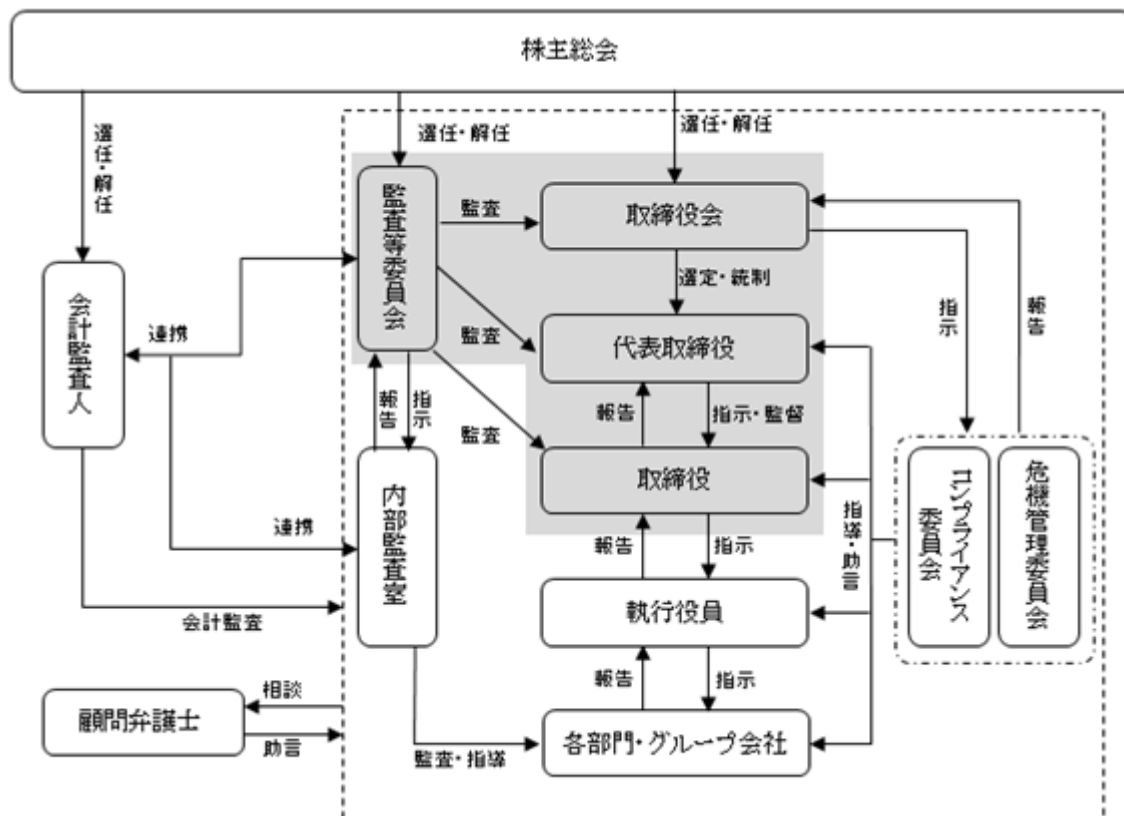 株主総会
選任・解任
選任・解任
選任・解任
監査等委員会
監査
取締役会
選定・統制
会計監査人
連携
監査
代表取締役
指示
報告
報告
指示
監査
報告
指示・監督
取締役
内部監査室
コンプライアンス
委員会
危機管理委員会
連携
報告
指示
指導・助言
会計監査
執行役員
報告
指示
相談
顧問弁護士
助言
監査・指導
各部門・グループ会社